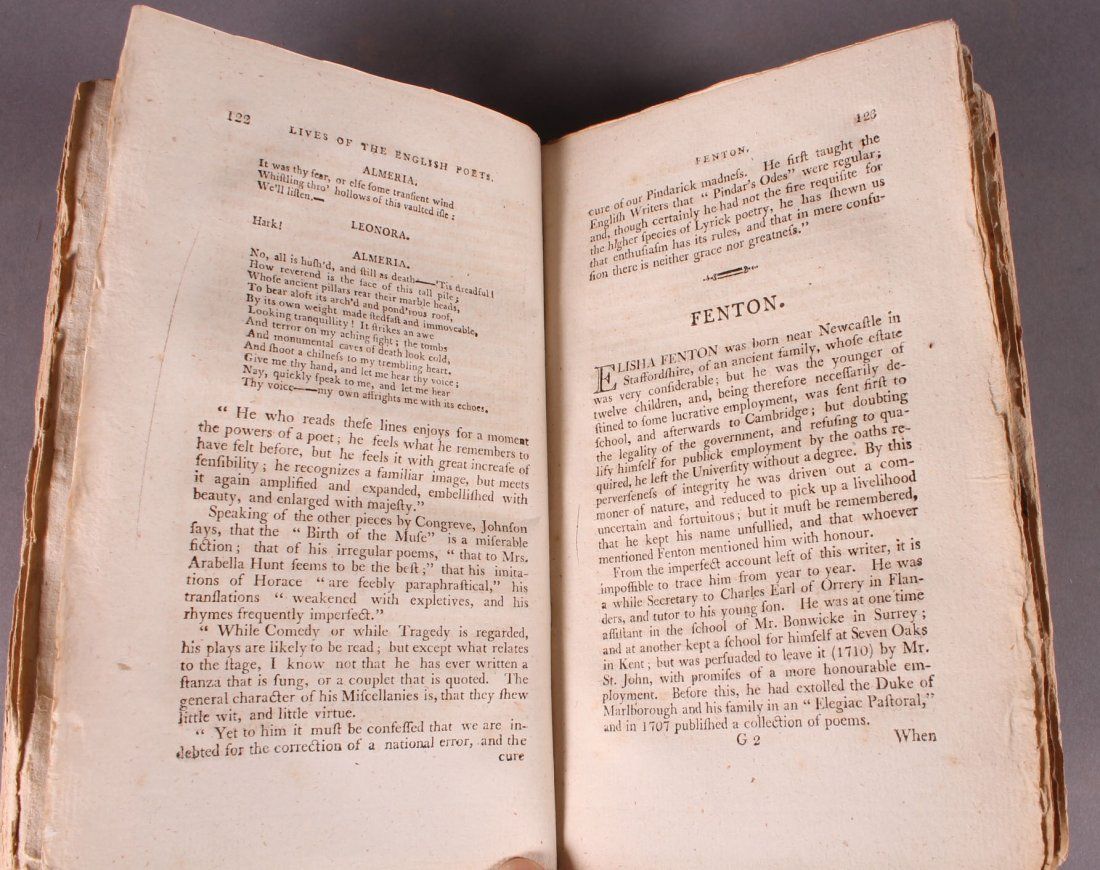 122
LIVES OF THE ENGLISH POETS.
ALMERIA.
It was thy fear, or elſe ſome tranſient wind
Whiſtling thro' hollows of this vaulted iſle:
We'll liſten.—
LEONORA.
Hark!
ALMERIA.
No, all is huſh'd, and ſtill as death——'Tis dreadful!
How reverend is the face of this tall pile;
Whoſe ancient pillars rear their marble heads,
To bear aloft its arch'd and pond'rous roof,
By its own weight made ſtedfaſt and immoveable,
Looking tranquillity! It ſtrikes an awe
And terror on my aching ſight; the tombs
And monumental caves of death look cold,
And ſhoot a chilneſs to my trembling heart.
Give me thy hand, and let me hear thy voice;
Nay, quickly ſpeak to me, and let me hear
Thy voice——my own affrights me with its echoes.
“ He who reads theſe lines enjoys for a moment
the powers of a poet; he feels what he remembers to
have felt before, but he feels it with great increaſe of
ſenſibility; he recognizes a familiar image, but meets
it again amplified and expanded, embelliſhed with
beauty, and enlarged with majeſty.”
Speaking of the other pieces by Congreve, Johnſon
ſays, that the “ Birth of the Muſe” is a miſerable
fiction; that of his irregular poems, “ that to Mrs.
Arabella Hunt ſeems to be the beſt;” that his imita-
tions of Horace “ are feebly paraphraſtical,” his
tranſlations “ weakened with expletives, and his
rhymes frequently imperfect.”
“ While Comedy or while Tragedy is regarded,
his plays are likely to be read; but except what relates
to the ſtage, I know not that he has ever written a
ſtanza that is ſung, or a couplet that is quoted. The
general character of his Miſcellanies is, that they ſhew
little wit, and little virtue.
“ Yet to him it muſt be confeſſed that we are in-
debted for the correction of a national error, and the
cure
123
FENTON.
cure of our Pindarick madneſs. He firſt taught the
Engliſh Writers that “ Pindar's Odes” were regular;
and, though certainly he had not the fire requiſite for
the higher ſpecies of Lyrick poetry, he has ſhewn us
that enthuſiaſm has its rules, and that in mere confu-
ſion there is neither grace nor greatneſs.”
FENTON.
ELISHA FENTON was born near Newcaſtle in
Staffordſhire, of an ancient family, whoſe eſtate
was very conſiderable; but he was the younger of
twelve children, and, being therefore neceſſarily de-
ſtined to ſome lucrative employment, was ſent firſt to
ſchool, and afterwards to Cambridge; but doubting
the legality of the government, and refuſing to qua-
lify himſelf for publick employment by the oaths re-
quired, he left the Univerſity without a degree. By this
perverſeneſs of integrity he was driven out a com-
moner of nature, and reduced to pick up a livelihood
uncertain and fortuitous; but it muſt be remembered,
that he kept his name unſullied, and that whoever
mentioned Fenton mentioned him with honour.
From the imperfect account left of this writer, it is
impoſſible to trace him from year to year. He was
a while Secretary to Charles Earl of Orrery in Flan-
ders, and tutor to his young ſon. He was at one time
aſſiſtant in the ſchool of Mr. Bonwicke in Surrey;
and at another kept a ſchool for himſelf at Seven Oaks
in Kent; but was perſuaded to leave it (1710) by Mr.
St. John, with promiſes of a more honourable em-
ployment. Before this, he had extolled the Duke of
Marlborough and his family in an “ Elegiac Paſtoral,”
and in 1707 publiſhed a collection of poems.
G 2 When